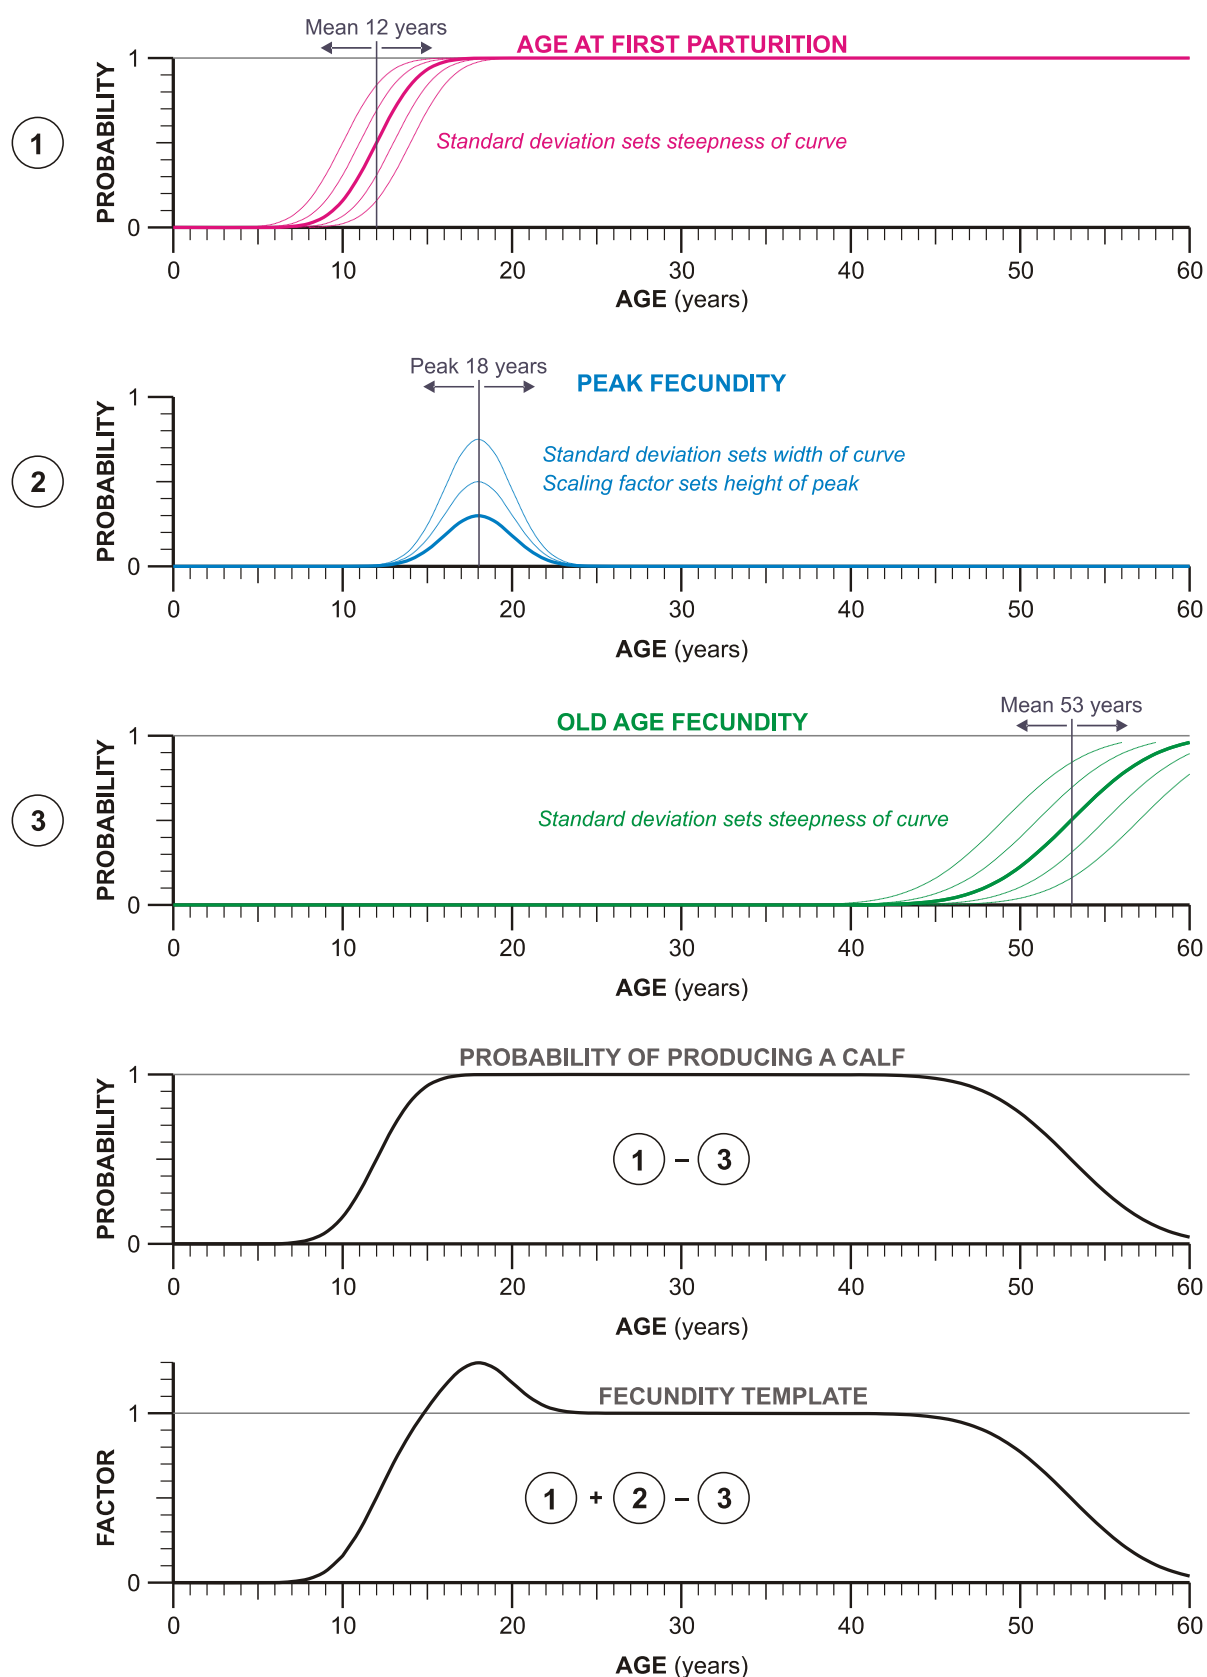 Mean 12 years
AGE AT FIRST PARTURITION
1
PROBABILITY
1
Standard deviation sets steepness of curve
0
0 10 20 30 40 50 60
AGE (years)
Peak 18 years
PEAK FECUNDITY
1
PROBABILITY
2
Standard deviation sets width of curve
Scaling factor sets height of peak
0
0 10 20 30 40 50 60
AGE (years)
Mean 53 years
OLD AGE FECUNDITY
1
PROBABILITY
3
Standard deviation sets steepness of curve
0
0 10 20 30 40 50 60
AGE (years)
PROBABILITY OF PRODUCING A CALF
1
PROBABILITY
1 – 3
0
0 10 20 30 40 50 60
AGE (years)
FECUNDITY TEMPLATE
1
FACTOR
1 + 2 – 3
0
0 10 20 30 40 50 60
AGE (years)